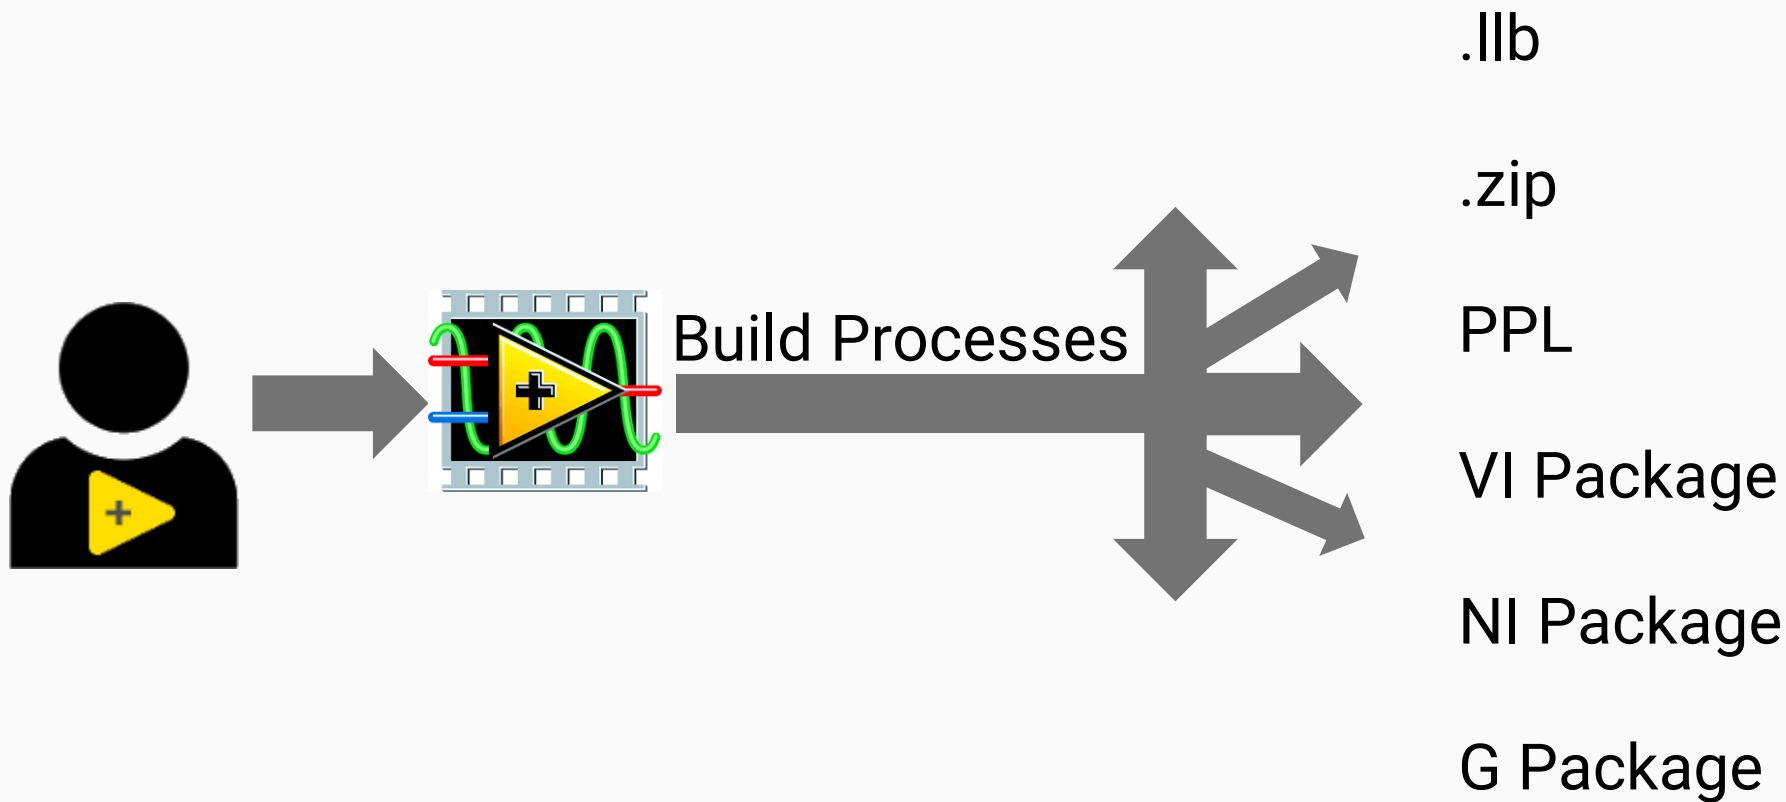 .llb
.zip
Build Processes
PPL
VI Package
NI Package
G Package